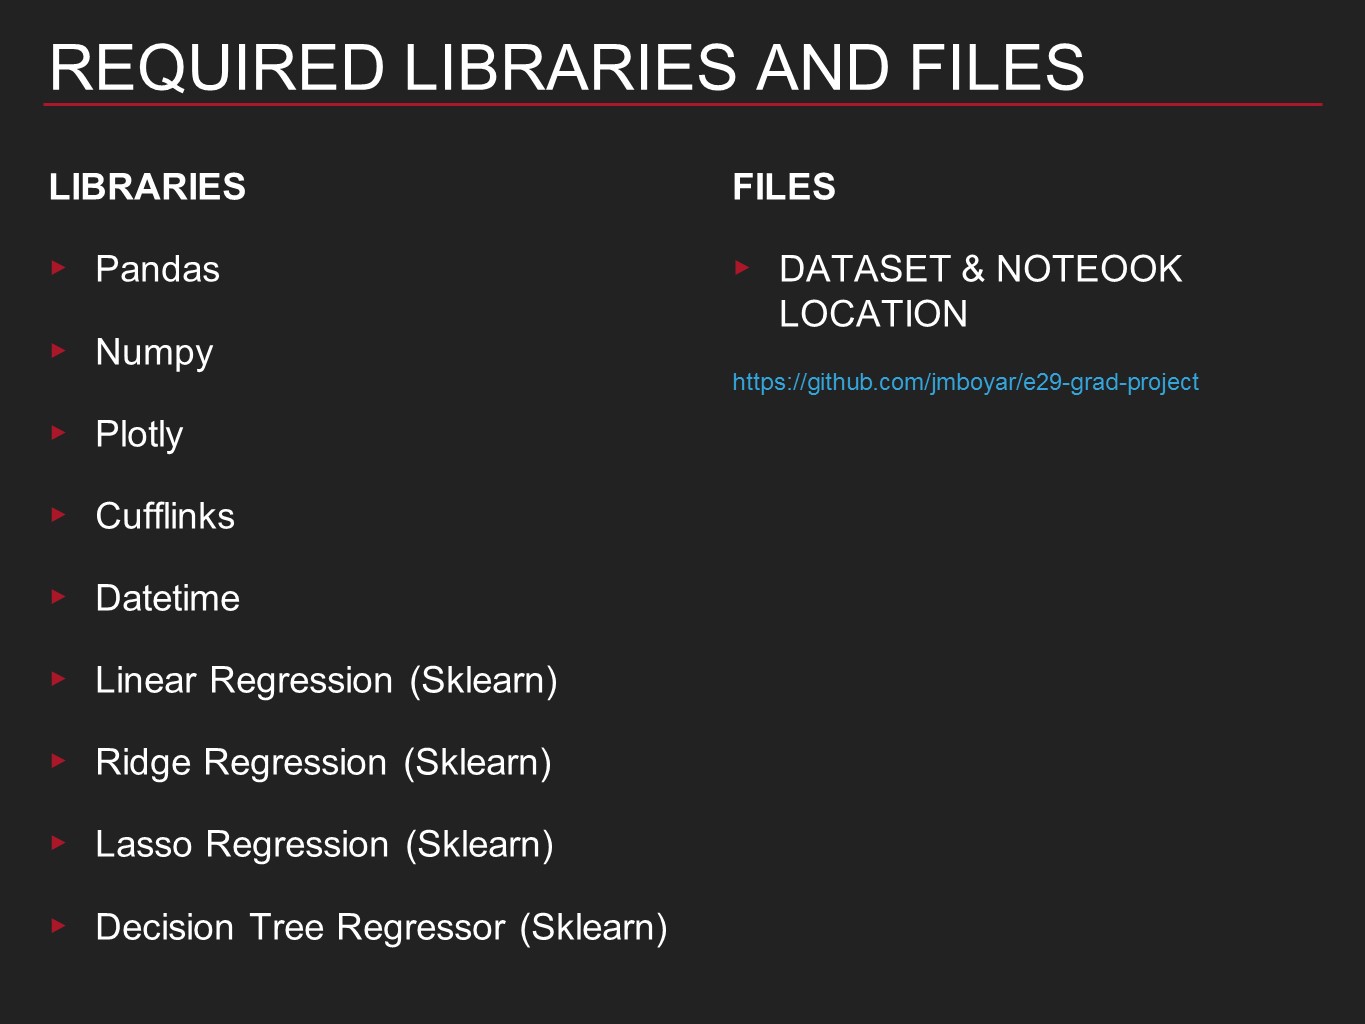 REQUIRED LIBRARIES AND FILES
LIBRARIES
Pandas
Numpy
Plotly
Cufflinks
Datetime
Linear Regression (Sklearn)
Ridge Regression (Sklearn)
Lasso Regression (Sklearn)
Decision Tree Regressor (Sklearn)
FILES
DATASET & NOTEOOK
LOCATION
https://github.com/jmboyar/e29-grad-project